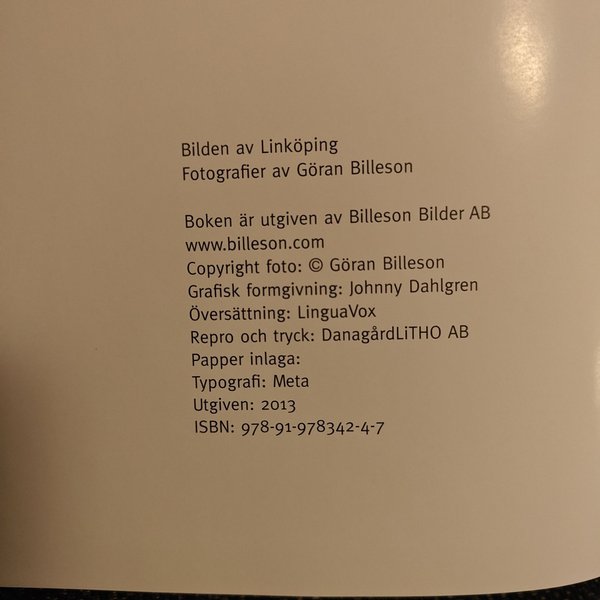 Bilden av Linköping
Fotografier av Göran Billeson
Boken är utgiven av Billeson Bilder AB
www.billeson.com
Copyright foto: © Göran Billeson
Grafisk formgivning: Johnny Dahlgren
Översättning: LinguaVox
Repro och tryck: DanagårdLiTHO AB
Papper inlaga:
Typografi: Meta
Utgiven: 2013
ISBN: 978-91-978342-4-7